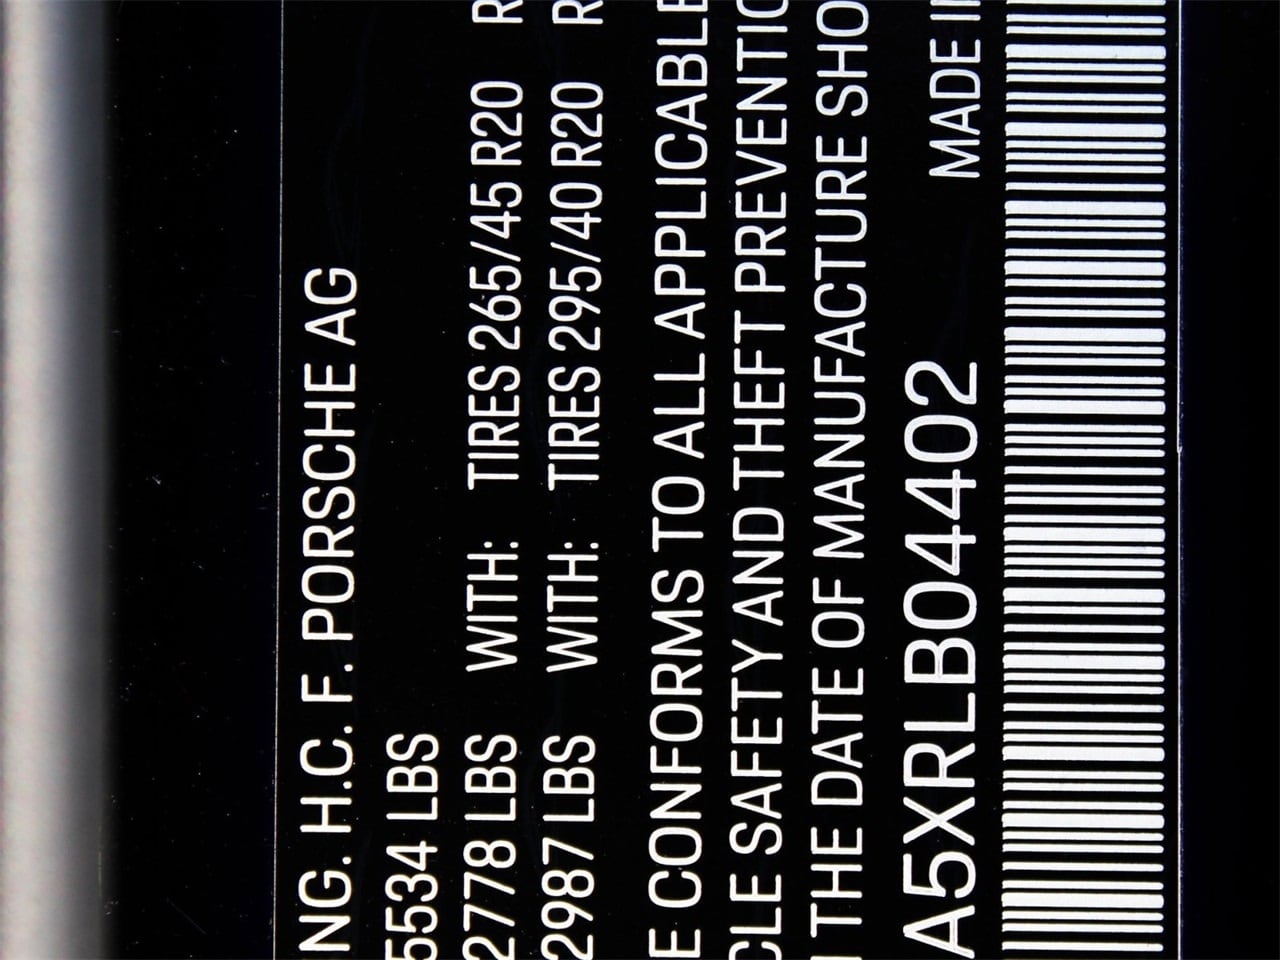 NG. H.C. F. PORSCHE AG
5534 LBS
2778 LBS WITH: TIRES 265/45 R20 R
2987 LBS WITH: TIRES 295/40 R20 R
E CONFORMS TO ALL APPLICABLE
CLE SAFETY AND THEFT PREVENTIO
THE DATE OF MANUFACTURE SHO
A5XRLB04402 MADE I